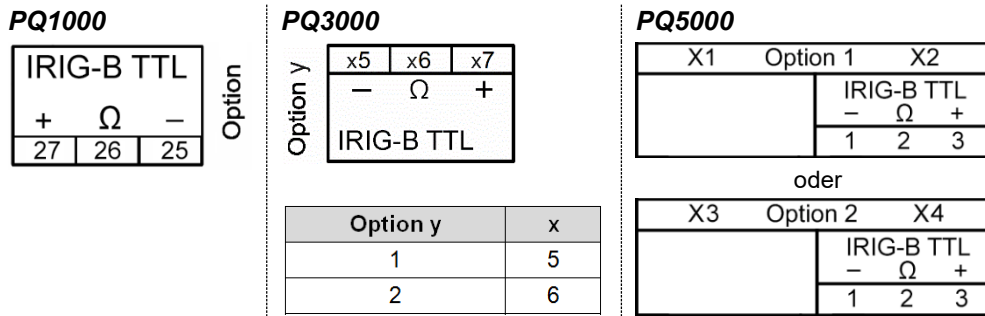 PQ1000
IRIG-B TTL
+ Ω –
27 26 25
Option
PQ3000
Option y
x5 x6 x7
– Ω +
IRIG-B TTL
Option y x
1 5
2 6
PQ5000
X1 Option 1 X2
IRIG-B TTL
– Ω +
1 2 3
oder
X3 Option 2 X4
IRIG-B TTL
– Ω +
1 2 3